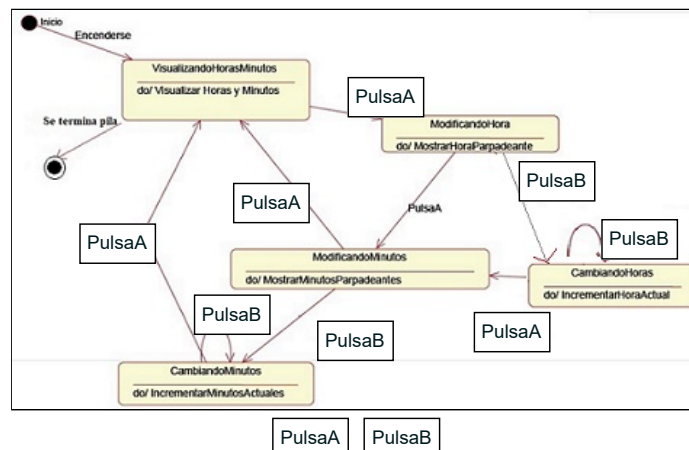 Inicio
Encenderse
VisualizandoHorasMinutos
do/ Visualizar Horas y Minutos
PulsaA
Se termina pila
ModificandoHora
do/ MostrarHoraParpadeante
PulsaB
PulsaA
PulsaA
PulsaA
PulsaB
ModificandoMinutos
do/ MostrarMinutosParpadeantes
CambiandoHoras
do/ IncrementarHoraActual
PulsaB
PulsaA
PulsaB
CambiandoMinutos
do/ IncrementarMinutosActuales
PulsaA
PulsaB